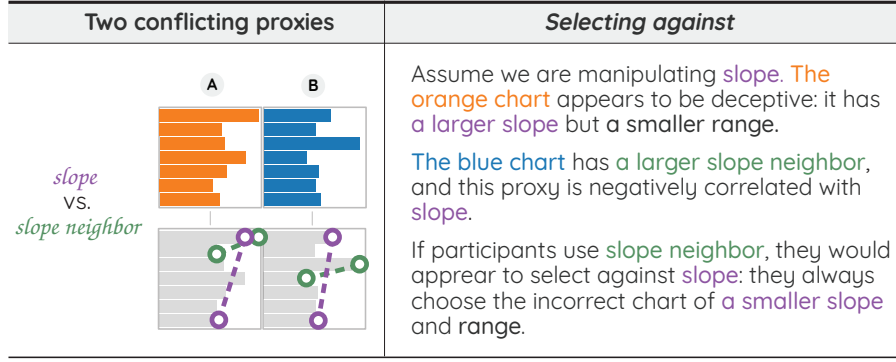 Two conflicting proxies
Selecting against
A
B
slope
vs.
slope neighbor
Assume we are manipulating slope. The
orange chart appears to be deceptive: it has
a larger slope but a smaller range.
The blue chart has a larger slope neighbor,
and this proxy is negatively correlated with
slope.
If participants use slope neighbor, they would
apprear to select against slope: they always
choose the incorrect chart of a smaller slope
and range.